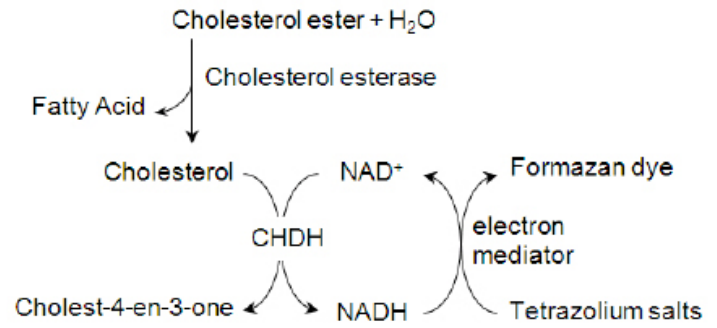 Cholesterol ester + H₂O
Cholesterol esterase
Fatty Acid
Cholesterol
NAD⁺
Formazan dye
CHDH
electron
mediator
Cholest-4-en-3-one
NADH
Tetrazolium salts